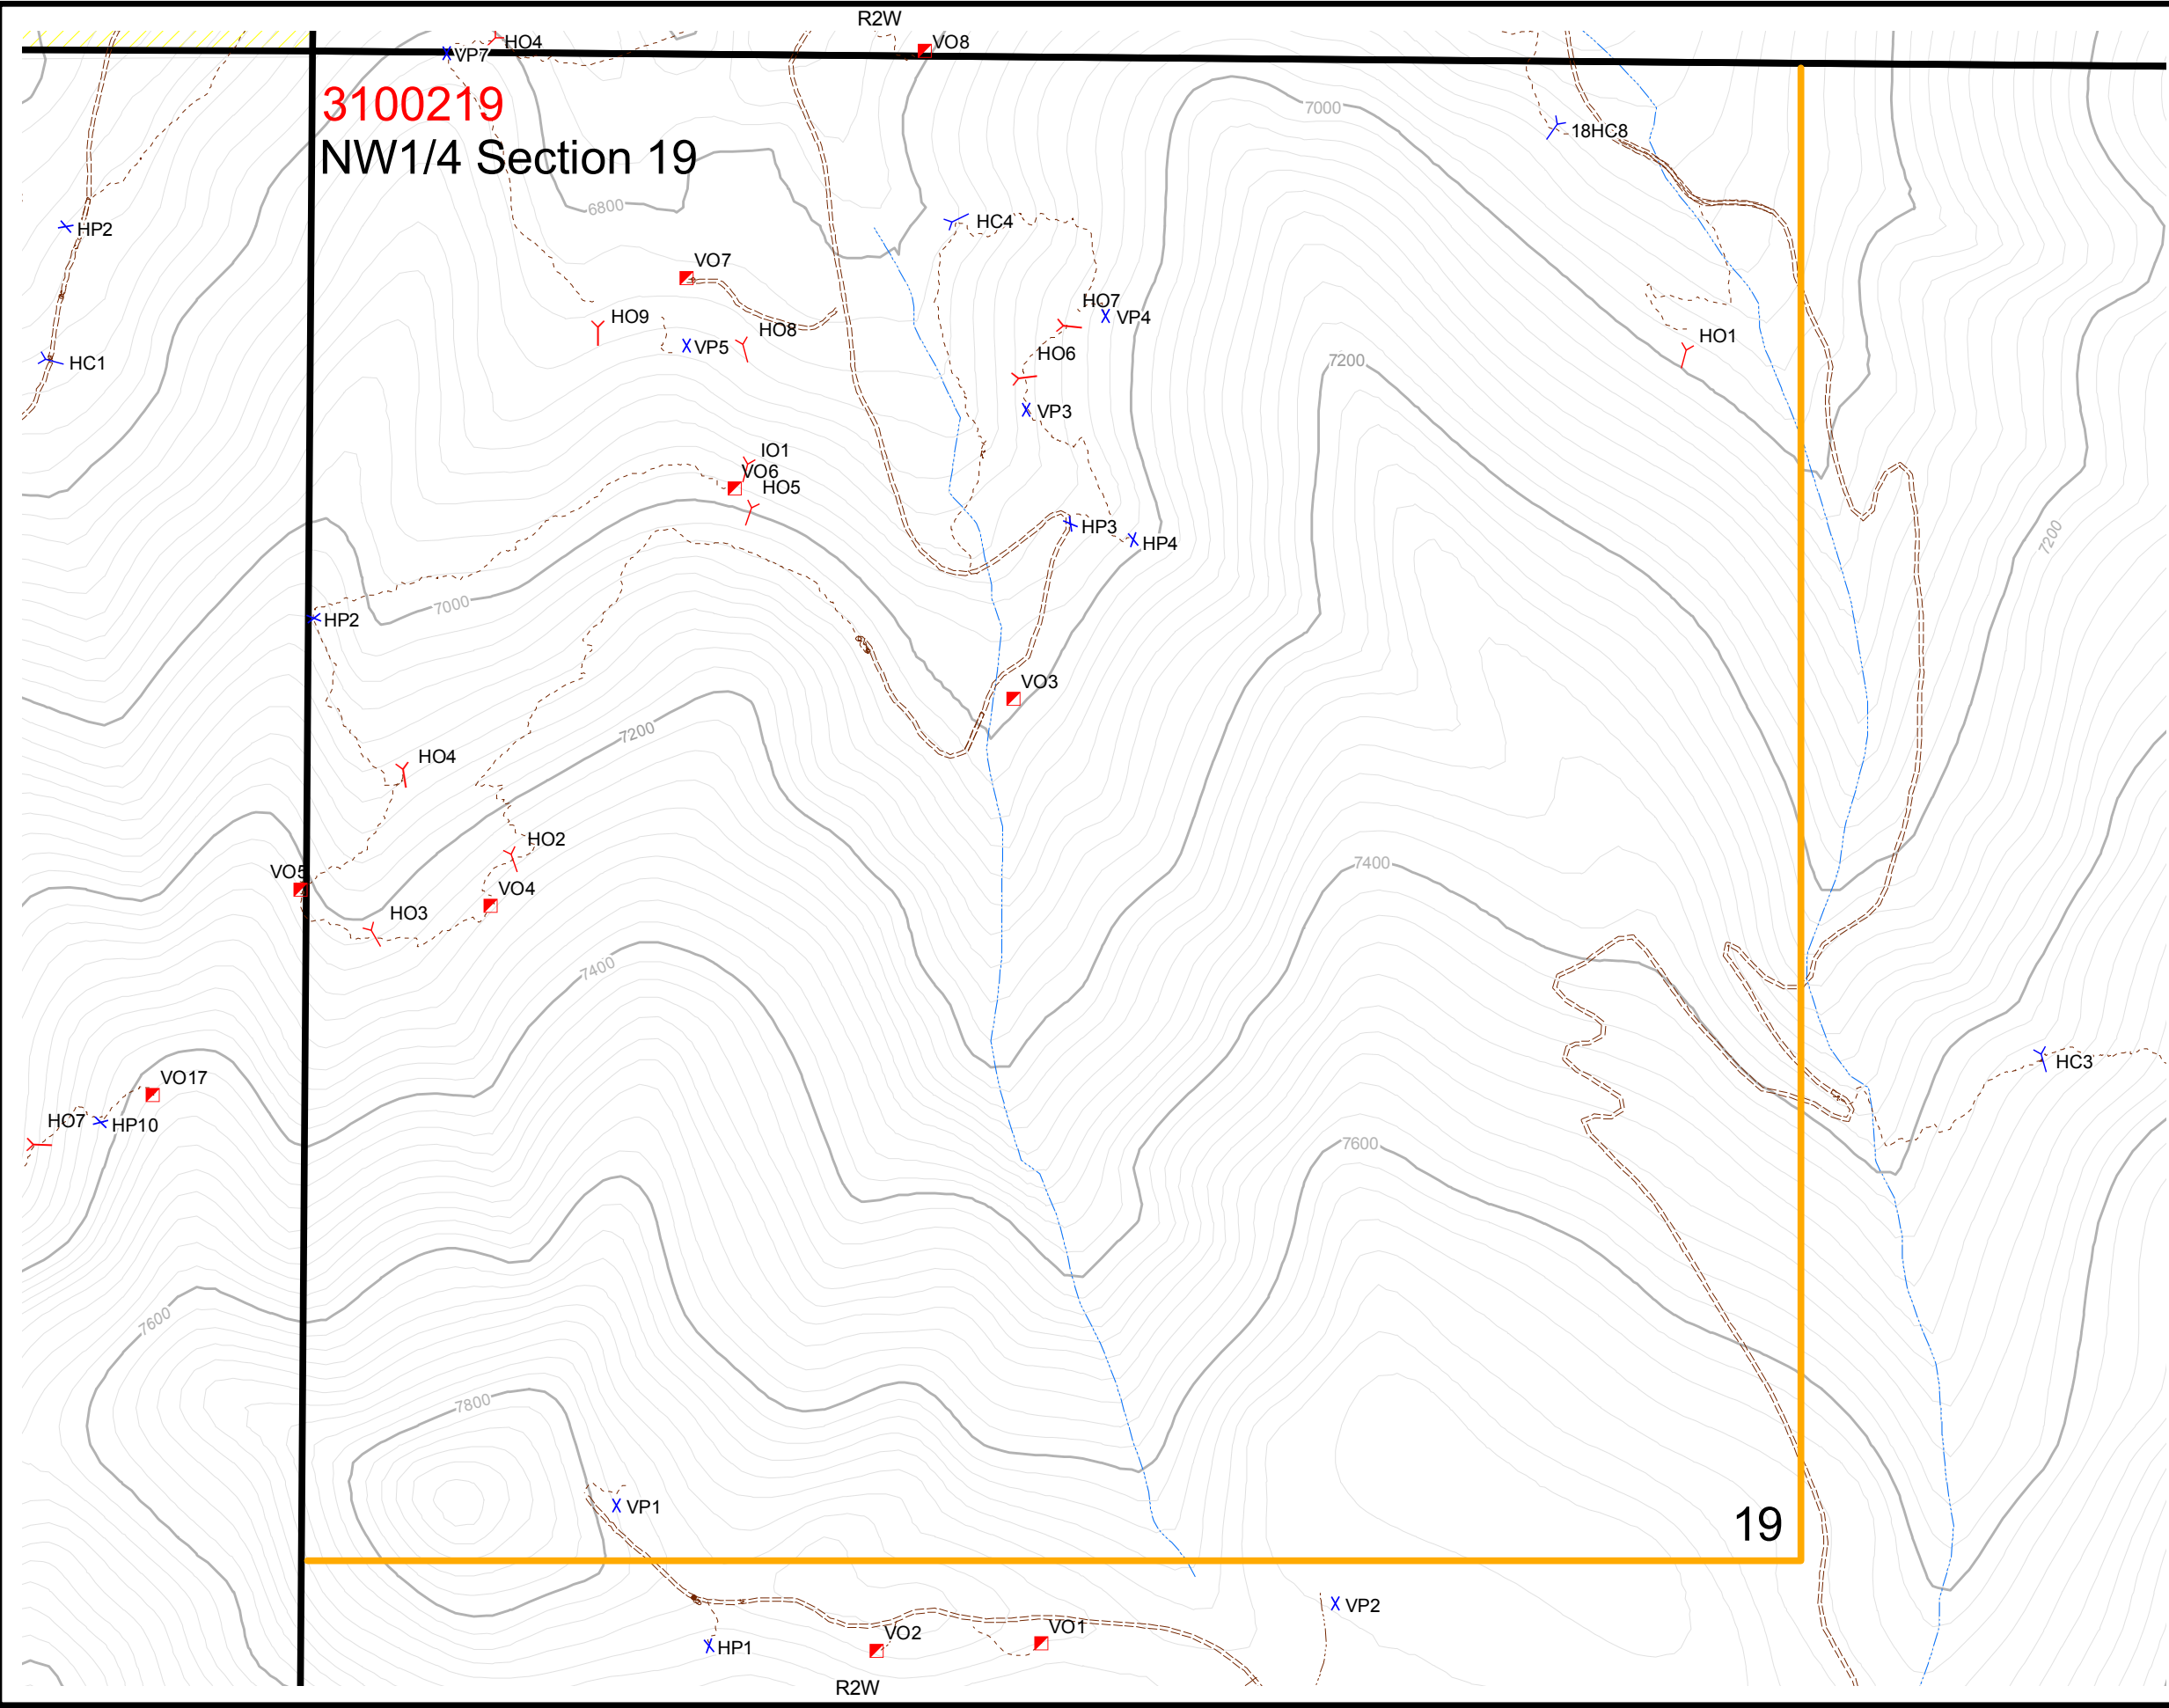 R2W
HO4
VO8
VP7
3100219
7000
18HC8
NW1/4 Section 19
6800
HC4
HP2
VO7
HO7
HO9
VP4
HO8
HO1
VP5
HO6
7200
HC1
VP3
IO1
VO6
HO5
HP3
7200
HP4
7000
HP2
VO3
7200
HO4
HO2
7400
VO5
VO4
HO3
7400
HC3
VO17
HO7
HP10
7600
7600
7800
VP1
19
VP2
VO1
VO2
HP1
R2W